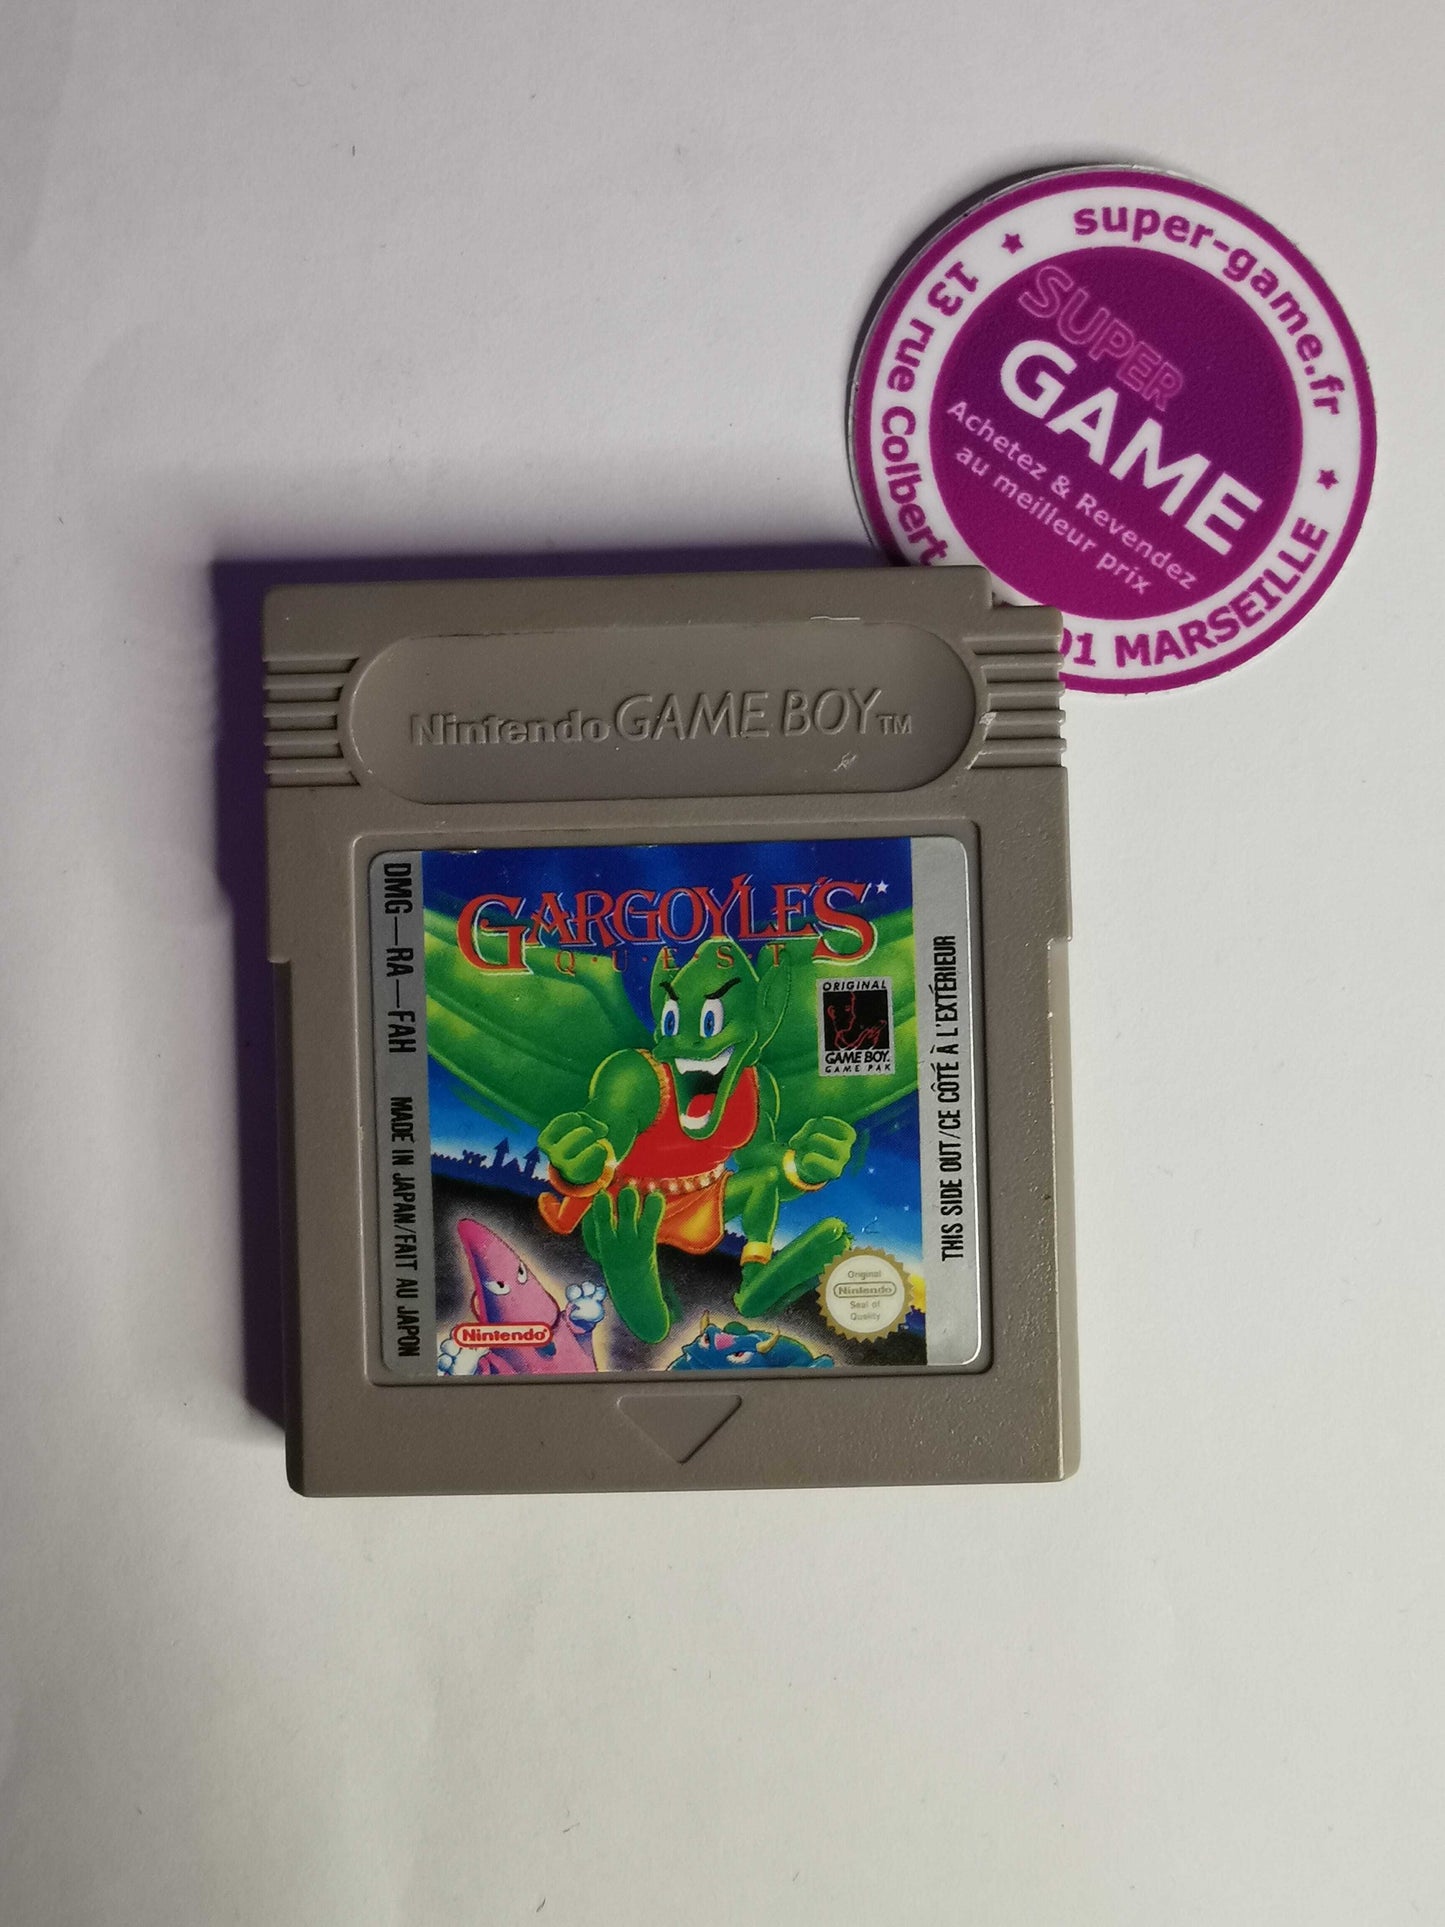 super-game.fr
13 rue Colbert
01 MARSEILLE
SUPER
GAME
Achetez & Revendez
au meilleur prix
Nintendo GAME BOY TM
DMG-RA-FAH MADE IN JAPAN/FAIT AU JAPON
GARGOYLE'S
Q·U·E·S·T
ORIGINAL
GAME BOY
GAME PAK
THIS SIDE OUT/CE CÔTÉ À L'EXTÉRIEUR
Nintendo
Original
Nintendo
Seal of
Quality